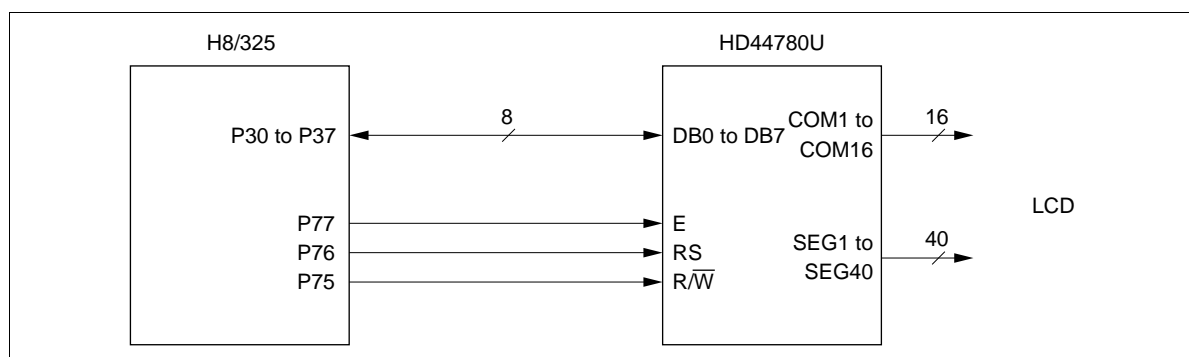 H8/325
HD44780U
P30 to P37
8
DB0 to DB7
COM1 to
COM16
16
P77
E
P76
RS
P75
R/W̅
SEG1 to
SEG40
40
LCD